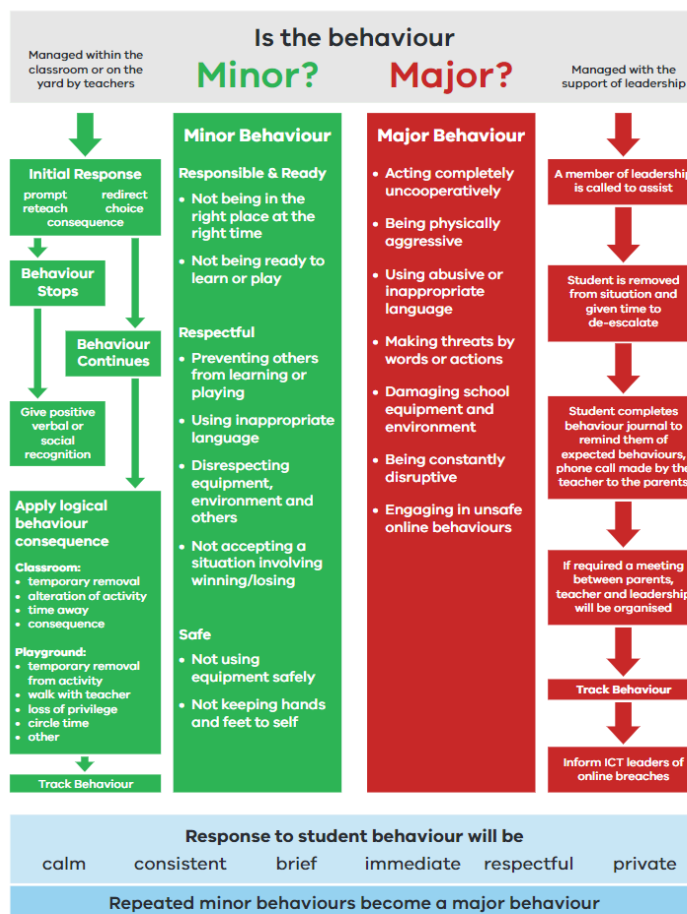 Is the behaviour
Managed within the
classroom or on the
yard by teachers
Minor?
Major?
Managed with the
support of leadership
Initial Response
prompt redirect
reteach choice
consequence
Behaviour
Stops
Behaviour
Continues
Give positive
verbal or
social
recognition
Apply logical
behaviour
consequence
Classroom:
• temporary removal
• alteration of activity
• time away
• consequence
Playground:
• temporary removal
from activity
• walk with teacher
• loss of privilege
• circle time
• other
Track Behaviour
Minor Behaviour
Responsible & Ready
• Not being in the
right place at the
right time
• Not being ready to
learn or play
Respectful
• Preventing others
from learning or
playing
• Using inappropriate
language
• Disrespecting
equipment,
environment and
others
• Not accepting a
situation involving
winning/losing
Safe
• Not using
equipment safely
• Not keeping hands
and feet to self
Major Behaviour
• Acting completely
uncooperatively
• Being physically
aggressive
• Using abusive or
inappropriate
language
• Making threats by
words or actions
• Damaging school
equipment and
environment
• Being constantly
disruptive
• Engaging in unsafe
online behaviours
A member of leadership
is called to assist
Student is removed
from situation and
given time to
de-escalate
Student completes
behaviour journal to
remind them of
expected behaviours,
phone call made by the
teacher to the parents
If required a meeting
between parents,
teacher and leadership
will be organised
Track Behaviour
Inform ICT leaders of
online breaches
Response to student behaviour will be
calm consistent brief immediate respectful private
Repeated minor behaviours become a major behaviour